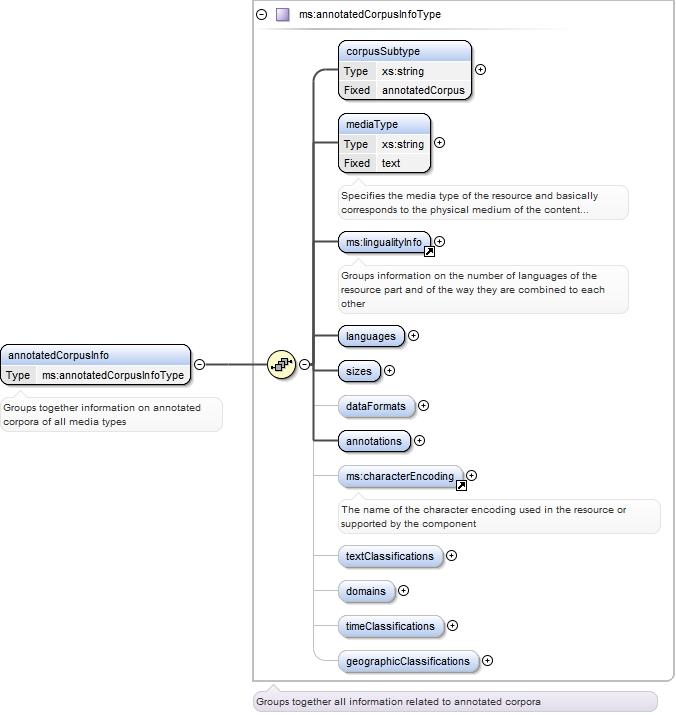 ms:annotatedCorpusInfoType
corpusSubtype
Type xs:string
Fixed annotatedCorpus
mediaType
Type xs:string
Fixed text
Specifies the media type of the resource and basically
corresponds to the physical medium of the content...
ms:lingualityInfo
Groups information on the number of languages of the
resource part and of the way they are combined to each
other
languages
annotatedCorpusInfo
Type ms:annotatedCorpusInfoType
Groups together information on annotated
corpora of all media types
sizes
dataFormats
annotations
ms:characterEncoding
The name of the character encoding used in the resource or
supported by the component
textClassifications
domains
timeClassifications
geographicClassifications
Groups together all information related to annotated corpora